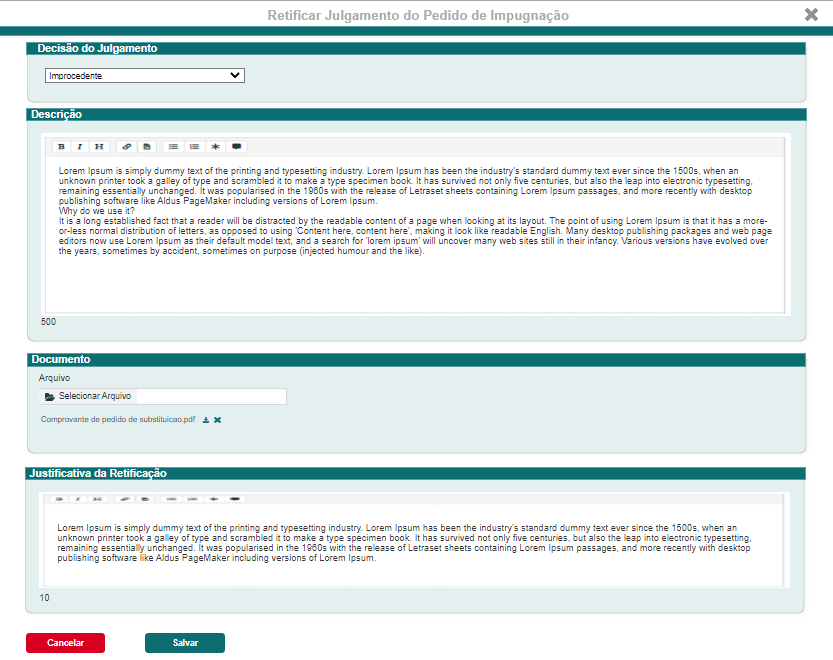 Retificar Julgamento do Pedido de Impugnação
Decisão do Julgamento
Improcedente
Descrição
B I H
Lorem Ipsum is simply dummy text of the printing and typesetting industry. Lorem Ipsum has been the industry's standard dummy text ever since the 1500s, when an
unknown printer took a galley of type and scrambled it to make a type specimen book. It has survived not only five centuries, but also the leap into electronic typesetting,
remaining essentially unchanged. It was popularised in the 1960s with the release of Letraset sheets containing Lorem Ipsum passages, and more recently with desktop
publishing software like Aldus PageMaker including versions of Lorem Ipsum.
Why do we use it?
It is a long established fact that a reader will be distracted by the readable content of a page when looking at its layout. The point of using Lorem Ipsum is that it has a more-
or-less normal distribution of letters, as opposed to using 'Content here, content here', making it look like readable English. Many desktop publishing packages and web page
editors now use Lorem Ipsum as their default model text, and a search for 'lorem ipsum' will uncover many web sites still in their infancy. Various versions have evolved over
the years, sometimes by accident, sometimes on purpose (injected humour and the like).
500
Documento
Arquivo
Selecionar Arquivo
Comprovante de pedido de substituicao.pdf
Justificativa da Retificação
Lorem Ipsum is simply dummy text of the printing and typesetting industry. Lorem Ipsum has been the industry's standard dummy text ever since the 1500s, when an
unknown printer took a galley of type and scrambled it to make a type specimen book. It has survived not only five centuries, but also the leap into electronic typesetting,
remaining essentially unchanged. It was popularised in the 1960s with the release of Letraset sheets containing Lorem Ipsum passages, and more recently with desktop
publishing software like Aldus PageMaker including versions of Lorem Ipsum.
10
Cancelar
Salvar